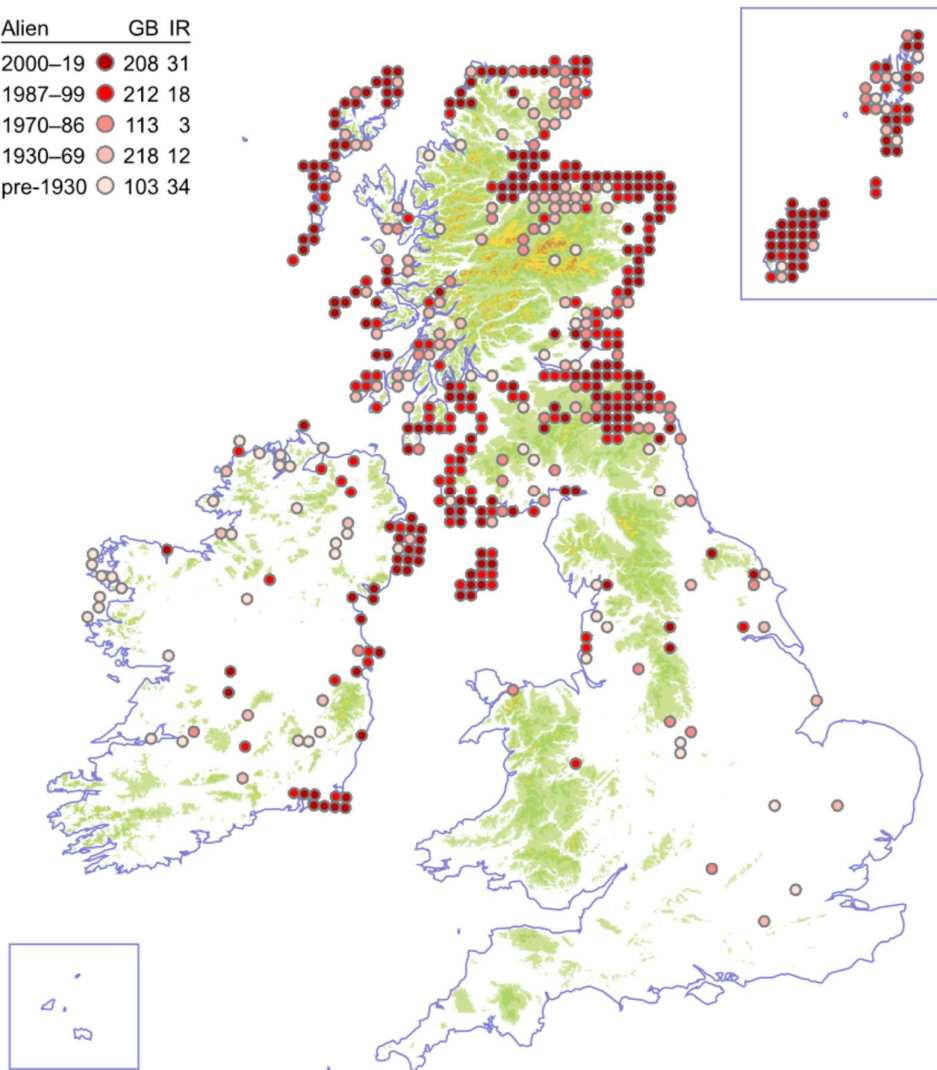 Alien GB IR
2000–19 208 31
1987–99 212 18
1970–86 113 3
1930–69 218 12
pre-1930 103 34